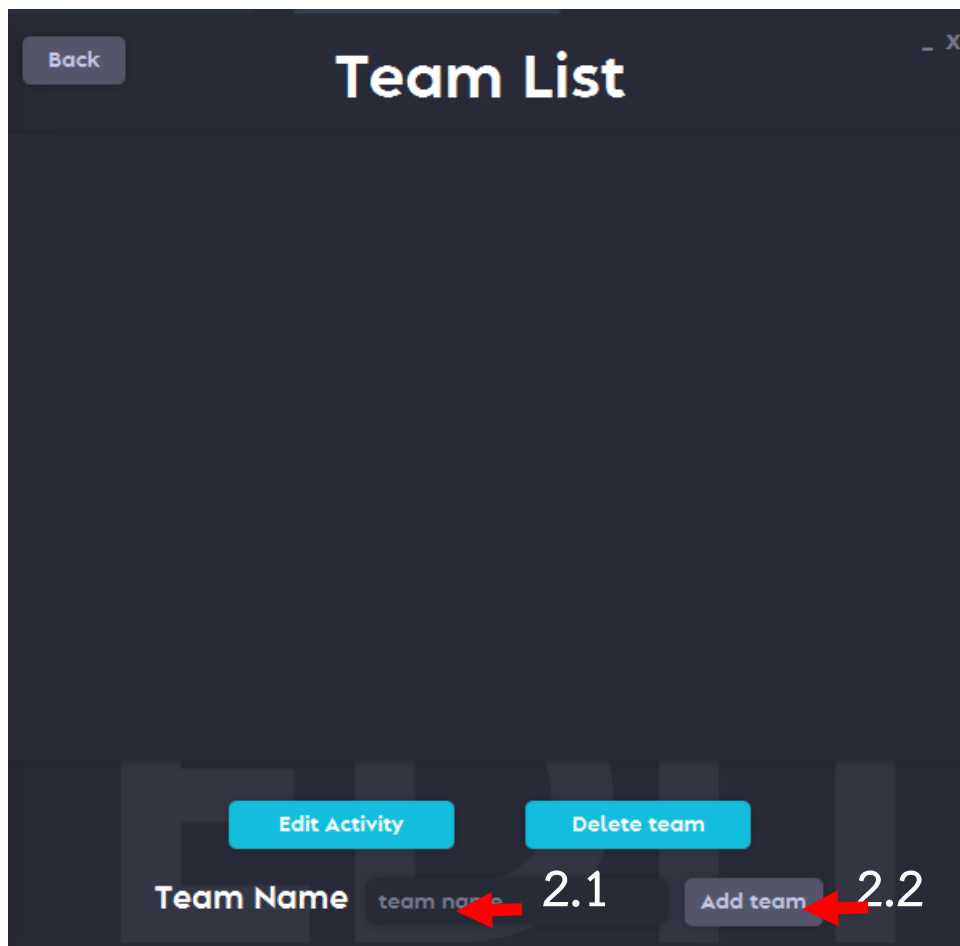 Back
_ X
Team List
Edit Activity
Delete team
Team Name
team name
2.1
Add team
2.2